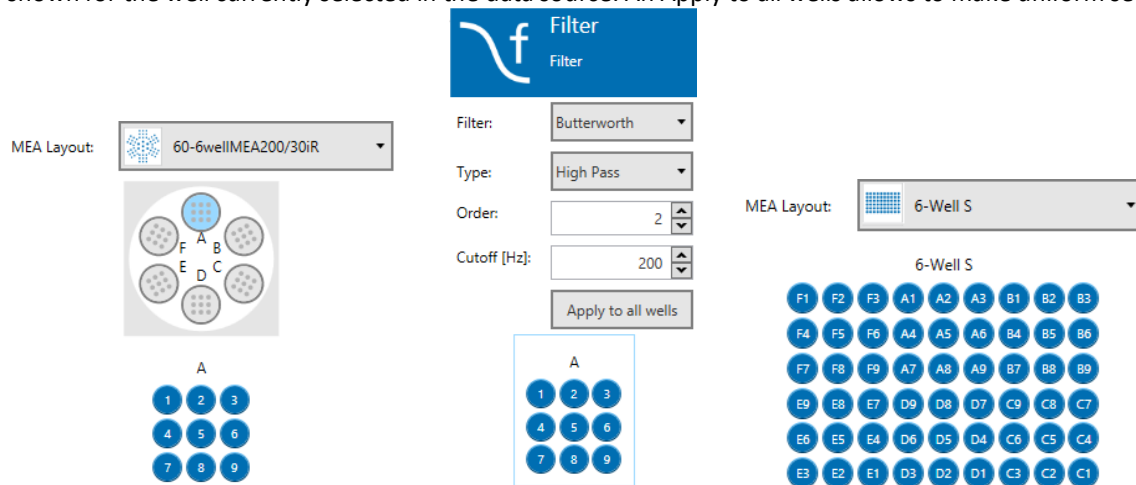 shown for the well currently selected in the data source. An Apply to all wells allows to make uniform se
MEA Layout:
60-6wellMEA200/30iR
A
B
C
D
E
F
A
1 2 3
4 5 6
7 8 9
f
Filter
Filter
Filter: Butterworth
Type: High Pass
Order: 2
Cutoff [Hz]: 200
Apply to all wells
A
1 2 3
4 5 6
7 8 9
MEA Layout: 6-Well S
6-Well S
F1 F2 F3 A1 A2 A3 B1 B2 B3
F4 F5 F6 A4 A5 A6 B4 B5 B6
F7 F8 F9 A7 A8 A9 B7 B8 B9
E9 E8 E7 D9 D8 D7 C9 C8 C7
E6 E5 E4 D6 D5 D4 C6 C5 C4
E3 E2 E1 D3 D2 D1 C3 C2 C1